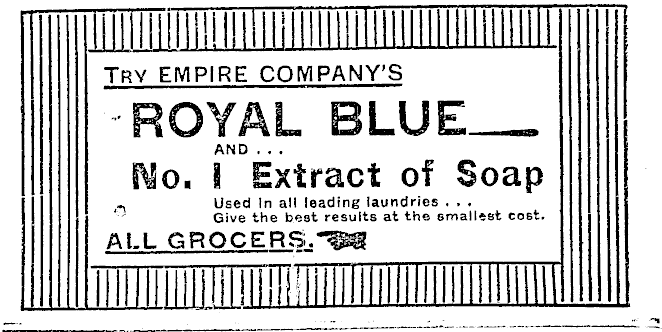 TRY EMPIRE COMPANY'S
ROYAL BLUE
AND ...
No. 1 Extract of Soap
Used in all leading laundries ...
Give the best results at the smallest cost.
ALL GROCERS.